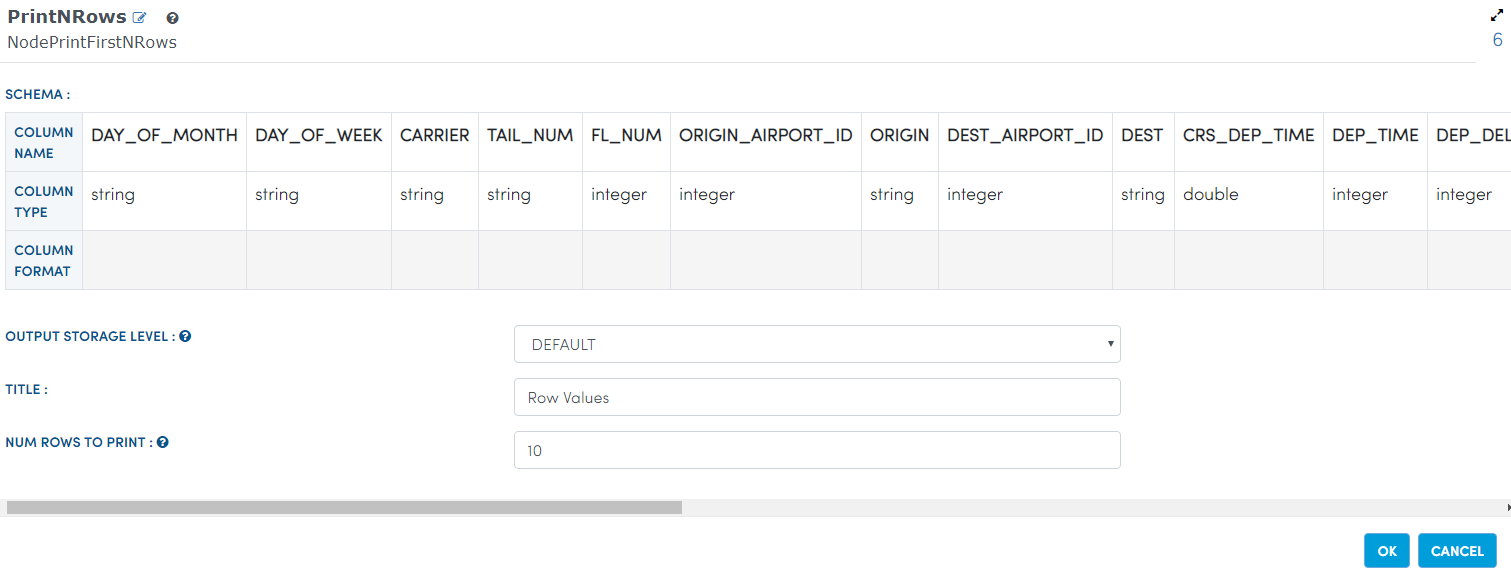 PrintNRows
6
NodePrintFirstNRows
SCHEMA :
COLUMN NAME DAY_OF_MONTH DAY_OF_WEEK CARRIER TAIL_NUM FL_NUM ORIGIN_AIRPORT_ID ORIGIN DEST_AIRPORT_ID DEST CRS_DEP_TIME DEP_TIME DEP_DEL
COLUMN TYPE string string string string integer integer string integer string double integer integer
COLUMN FORMAT
OUTPUT STORAGE LEVEL : DEFAULT
TITLE : Row Values
NUM ROWS TO PRINT : 10
OK CANCEL